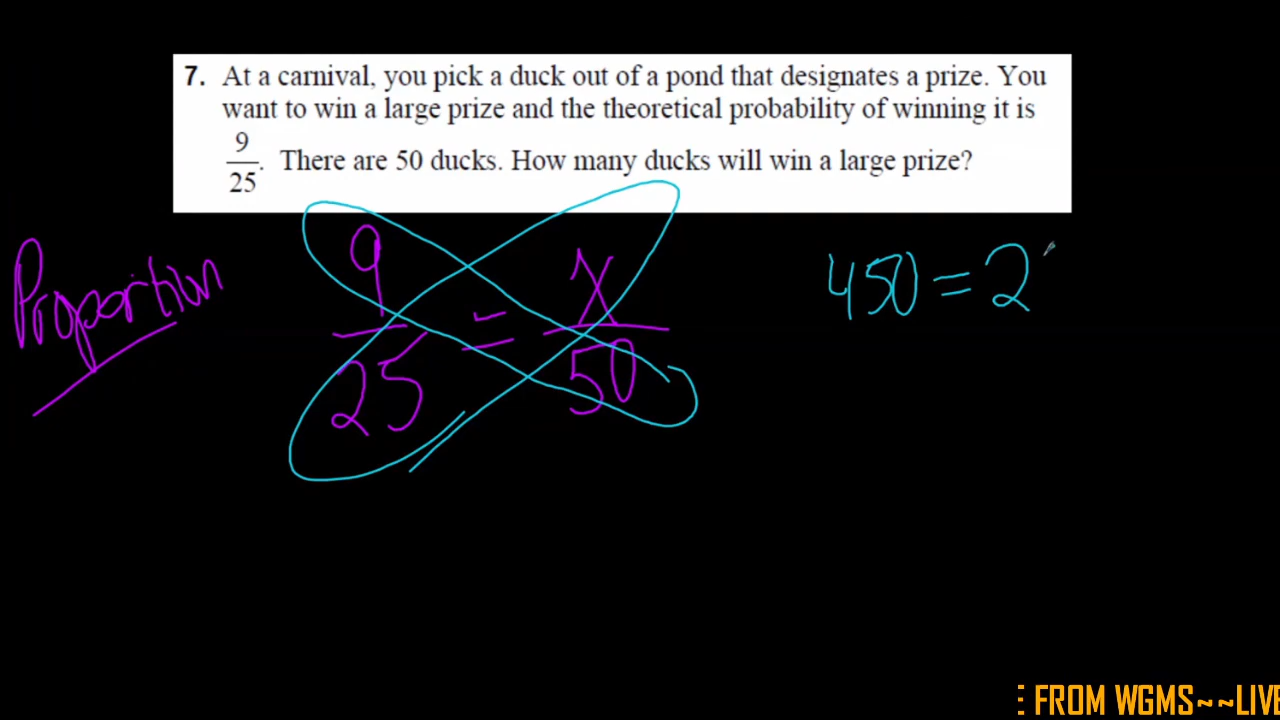 7. At a carnival, you pick a duck out of a pond that designates a prize. You
want to win a large prize and the theoretical probability of winning it is
9/25. There are 50 ducks. How many ducks will win a large prize?
Proportion
9/25 = x/50
450 = 2
FROM WGMS~~LIVE